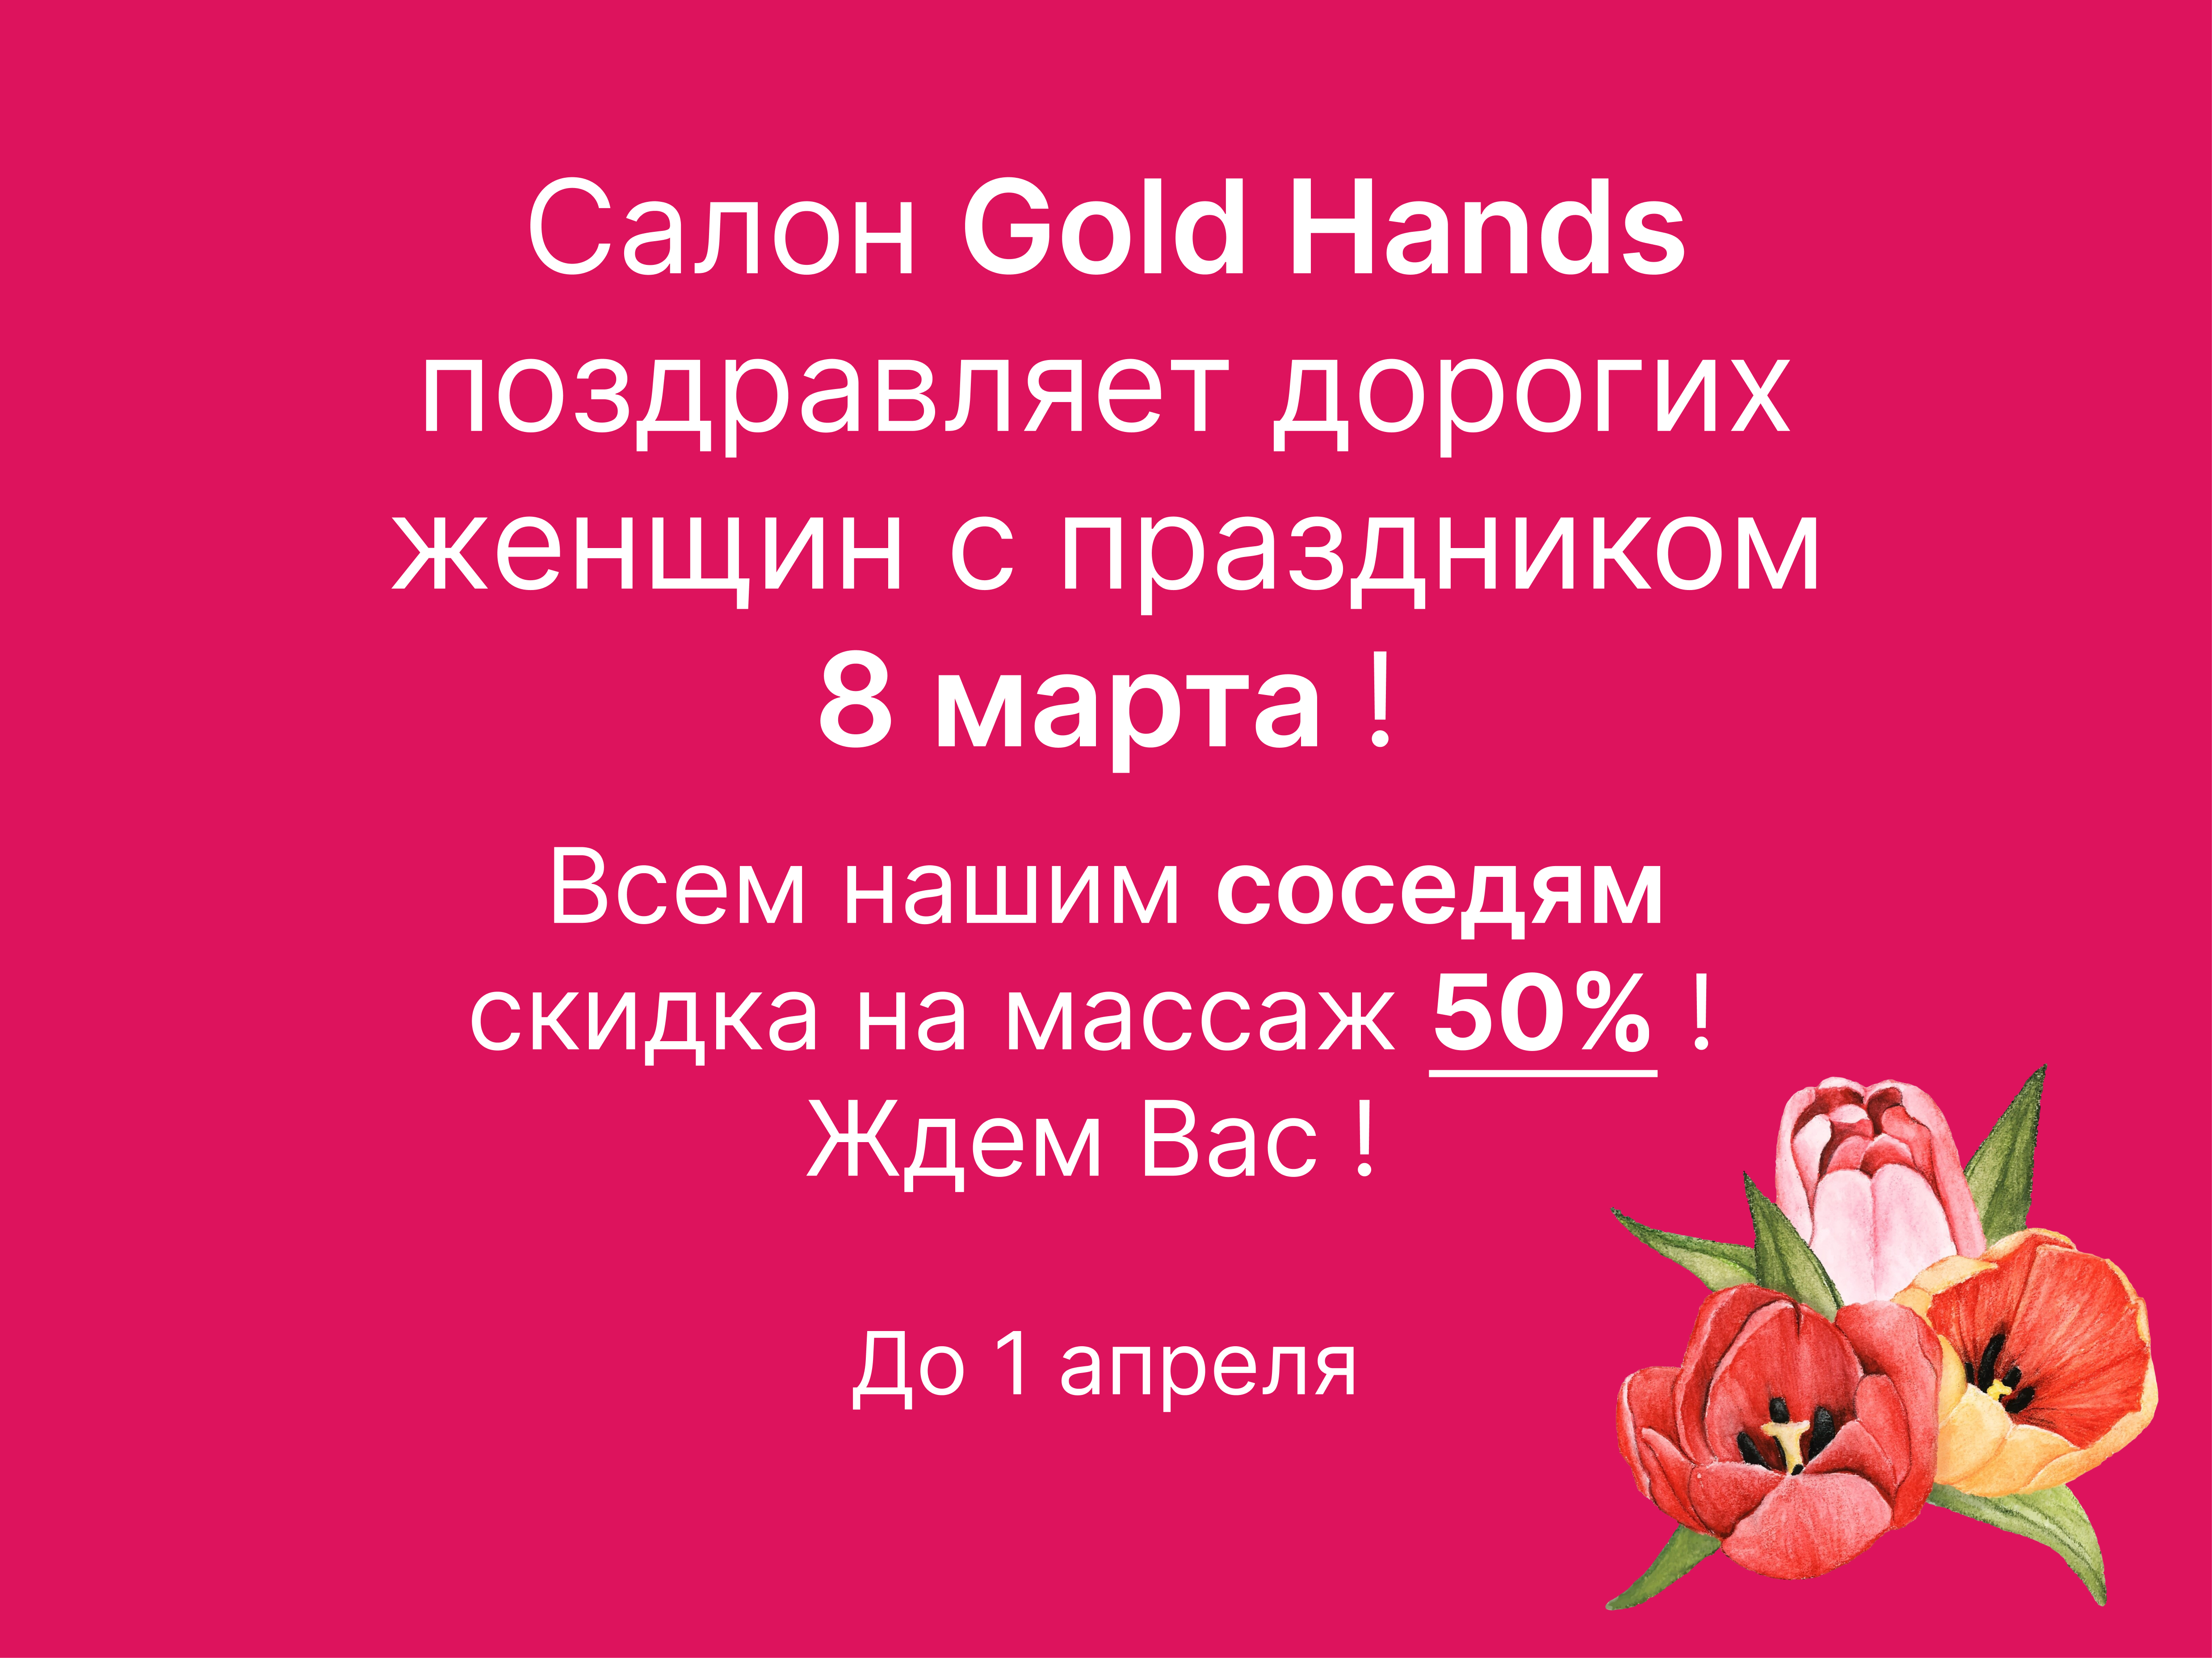 Салон Gold Hands
поздравляет дорогих
женщин с праздником
8 марта !
Всем нашим соседям
скидка на массаж 50% !
Ждем Вас !
До 1 апреля